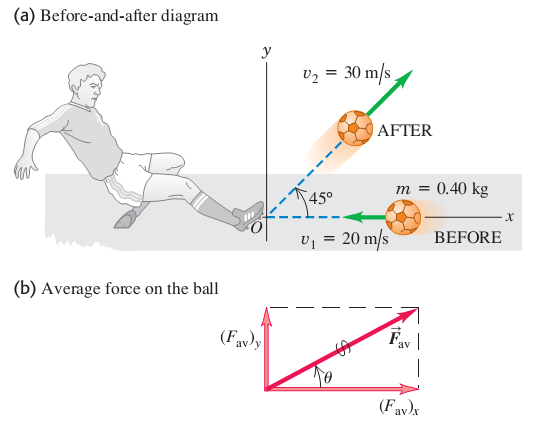 (a) Before-and-after diagram
y
v₂ = 30 m/s
AFTER
45°
m = 0.40 kg
O
x
v₁ = 20 m/s
BEFORE
(b) Average force on the ball
(Fav)y
F⃗av
θ
(Fav)x